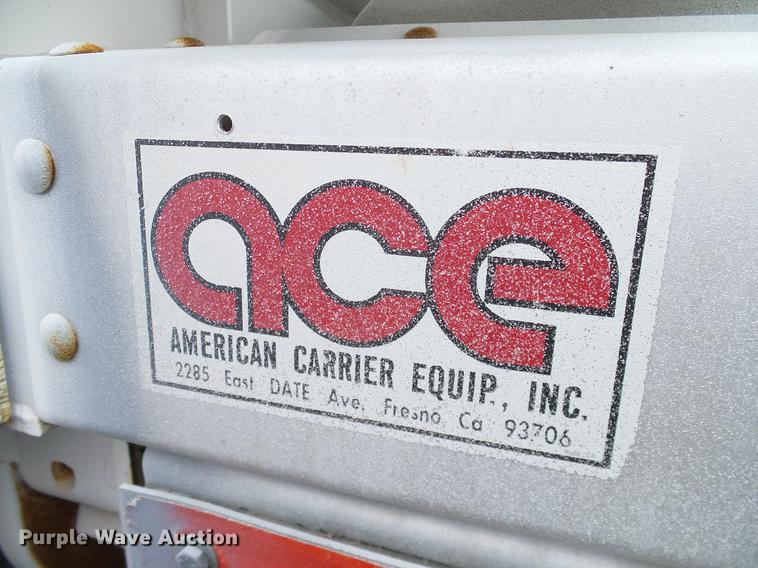 ace
AMERICAN CARRIER EQUIP., INC.
2285 East DATE Ave. Fresno Ca 93706
Purple Wave Auction